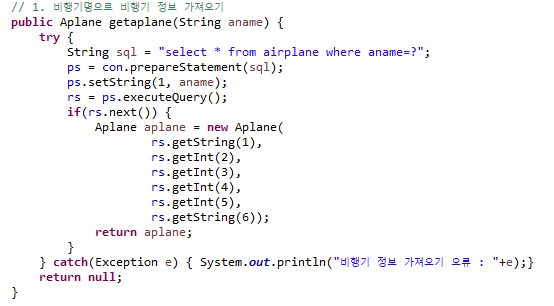 // 1. 비행기명으로 비행기 정보 가져오기
public Aplane getaplane(String aname) {
try {
String sql = "select * from airplane where aname=?";
ps = con.prepareStatement(sql);
ps.setString(1, aname);
rs = ps.executeQuery();
if(rs.next()) {
Aplane aplane = new Aplane(
rs.getString(1),
rs.getInt(2),
rs.getInt(3),
rs.getInt(4),
rs.getInt(5),
rs.getString(6));
return aplane;
}
} catch(Exception e) { System.out.println("비행기 정보 가져오기 오류 : "+e);}
return null;
}